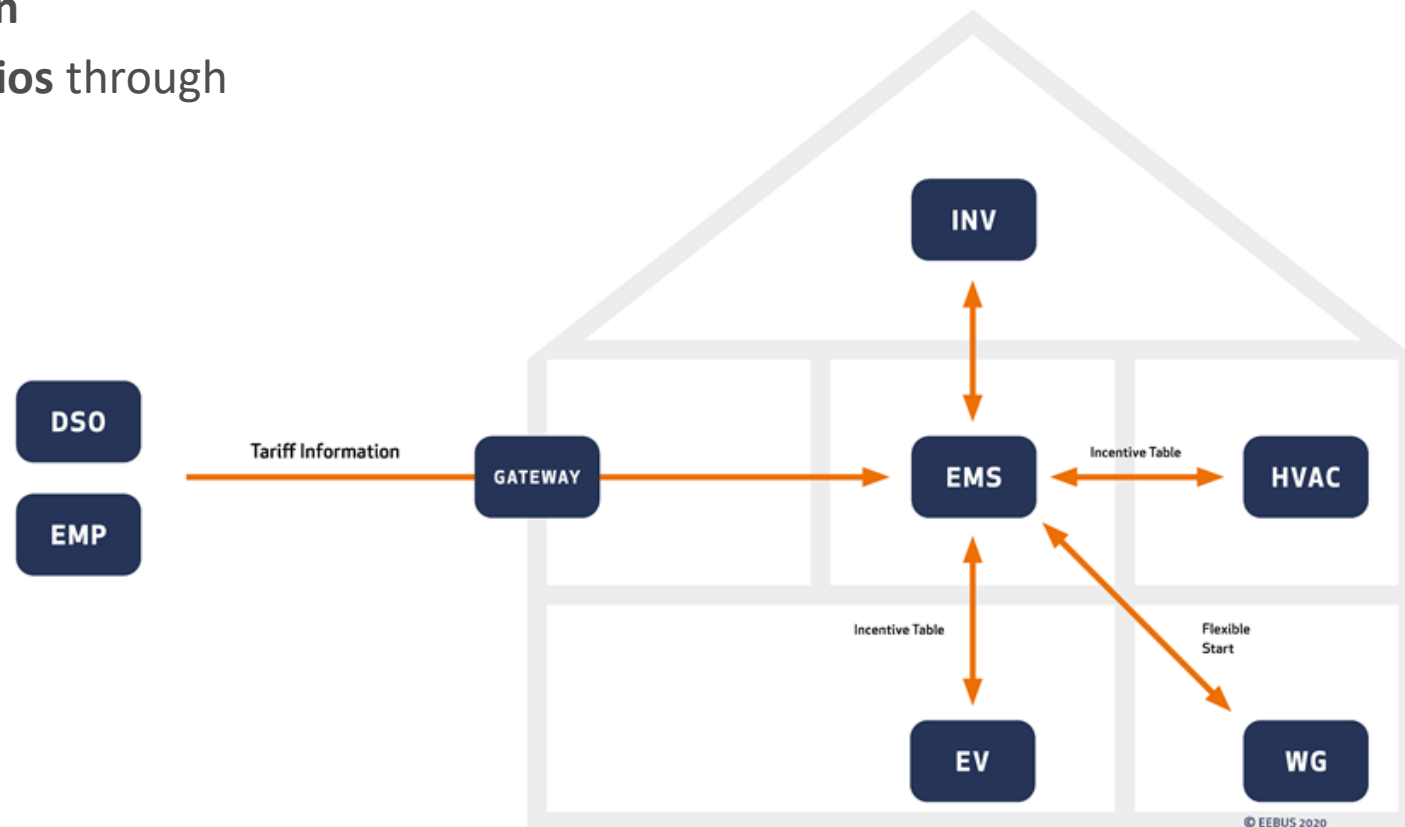 ios through
INV
DSO
Tariff Information
GATEWAY
EMS
Incentive Table
HVAC
EMP
Incentive Table
Flexible
Start
EV
WG
© EEBUS 2020